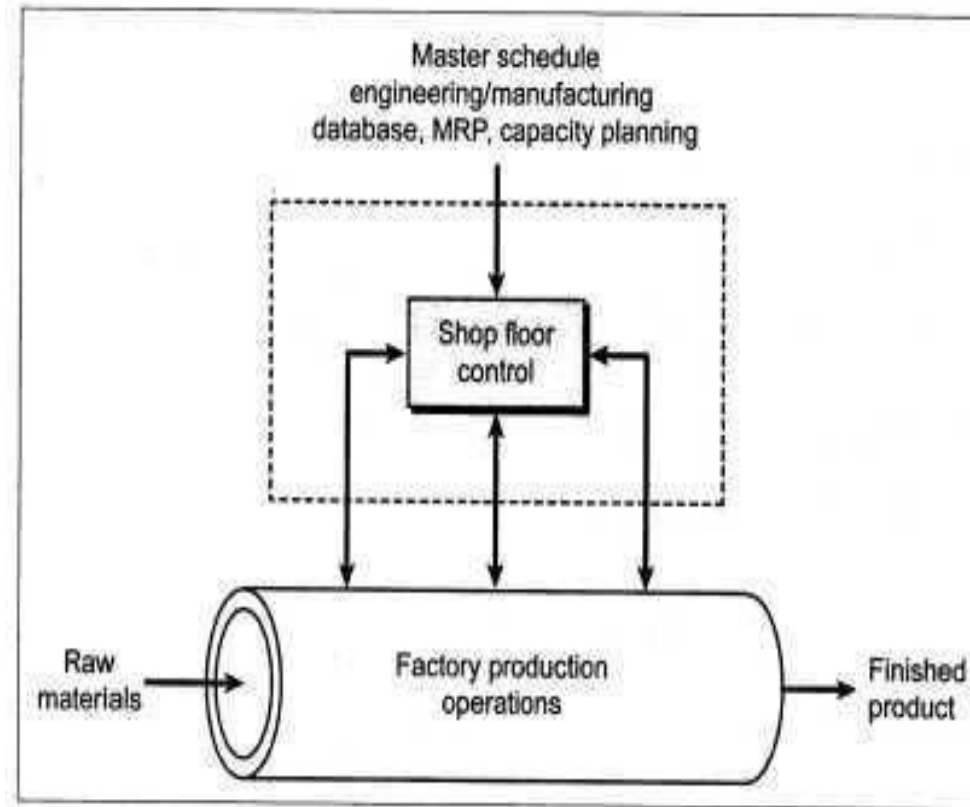 Master schedule
engineering/manufacturing
database, MRP, capacity planning
Shop floor
control
Raw
materials
Factory production
operations
Finished
product